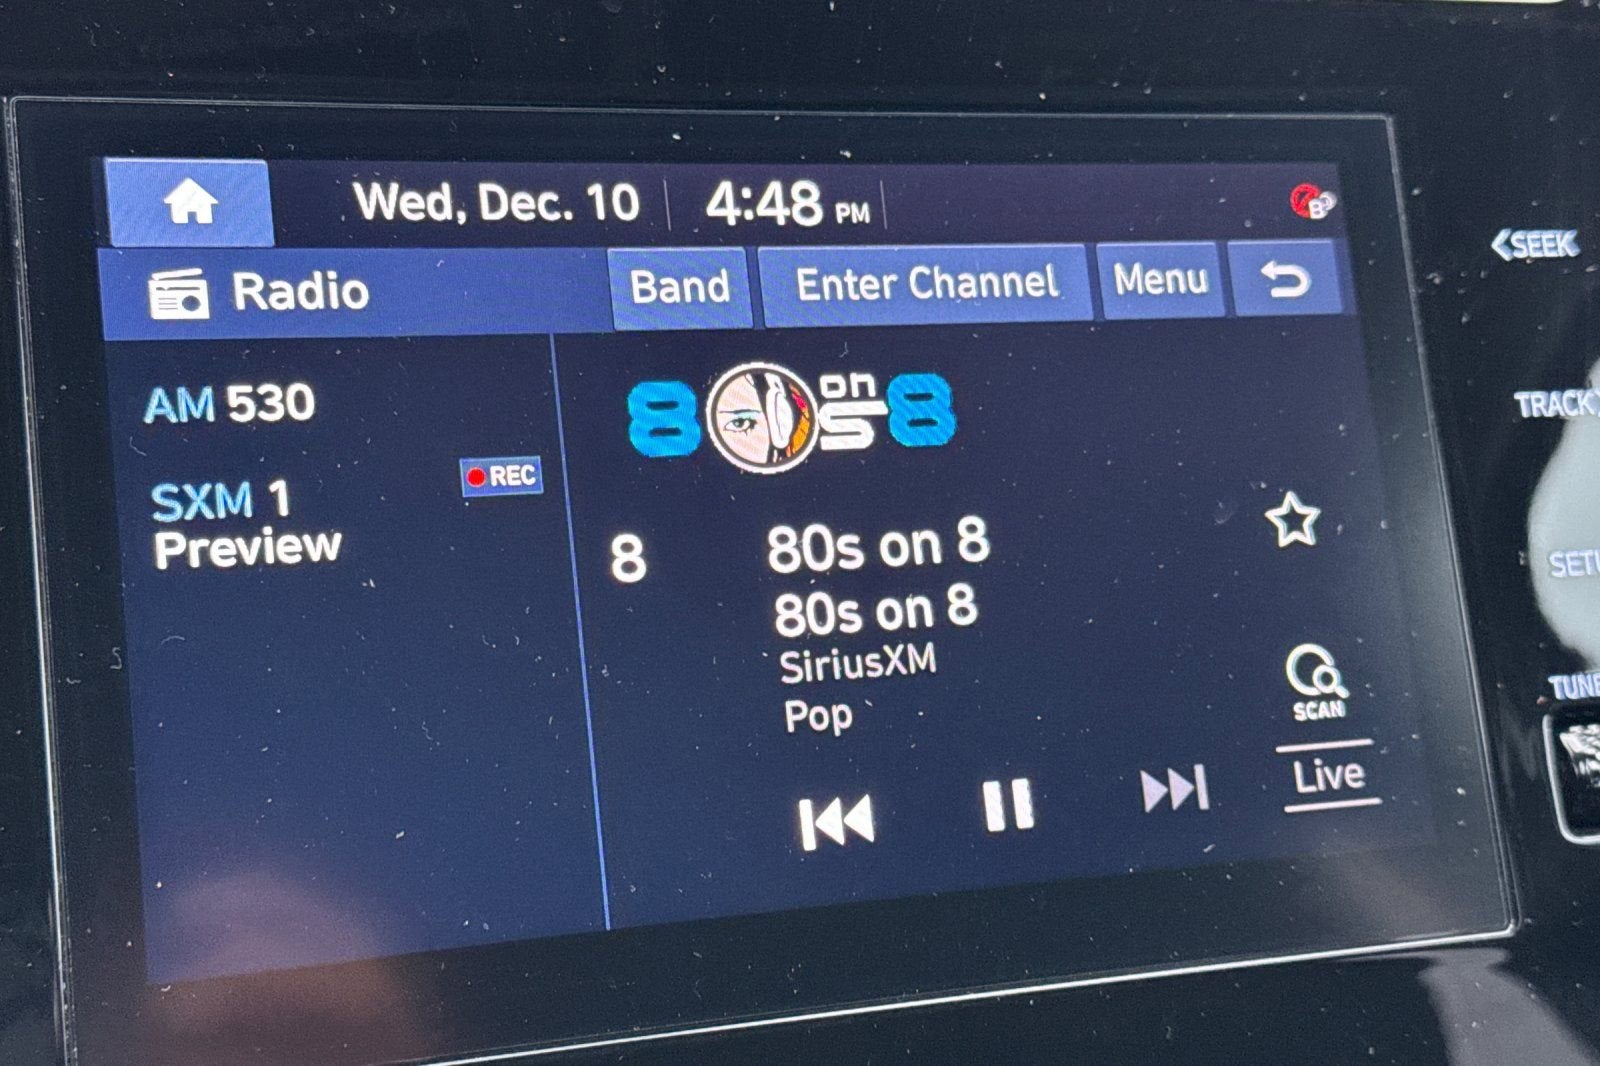 Wed, Dec. 10 4:48 PM
Radio Band Enter Channel Menu
AM 530
REC
SXM 1
Preview
8 on 8
8 80s on 8
80s on 8
SiriusXM
Pop
SCAN
Live
SEEK
TRACK